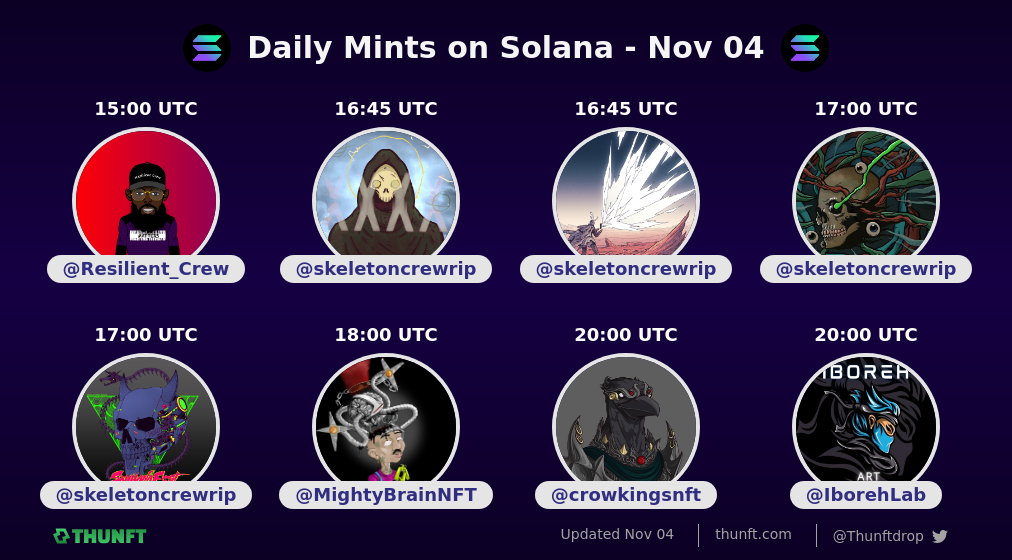 Daily Mints on Solana - Nov 04
15:00 UTC
16:45 UTC
16:45 UTC
17:00 UTC
@Resilient_Crew
@skeletoncrewrip
@skeletoncrewrip
@skeletoncrewrip
17:00 UTC
18:00 UTC
20:00 UTC
20:00 UTC
IBOREH
ART
@skeletoncrewrip
@MightyBrainNFT
@crowkingsnft
@IborehLab
THUNFT
Updated Nov 04
thunft.com
@Thunftdrop